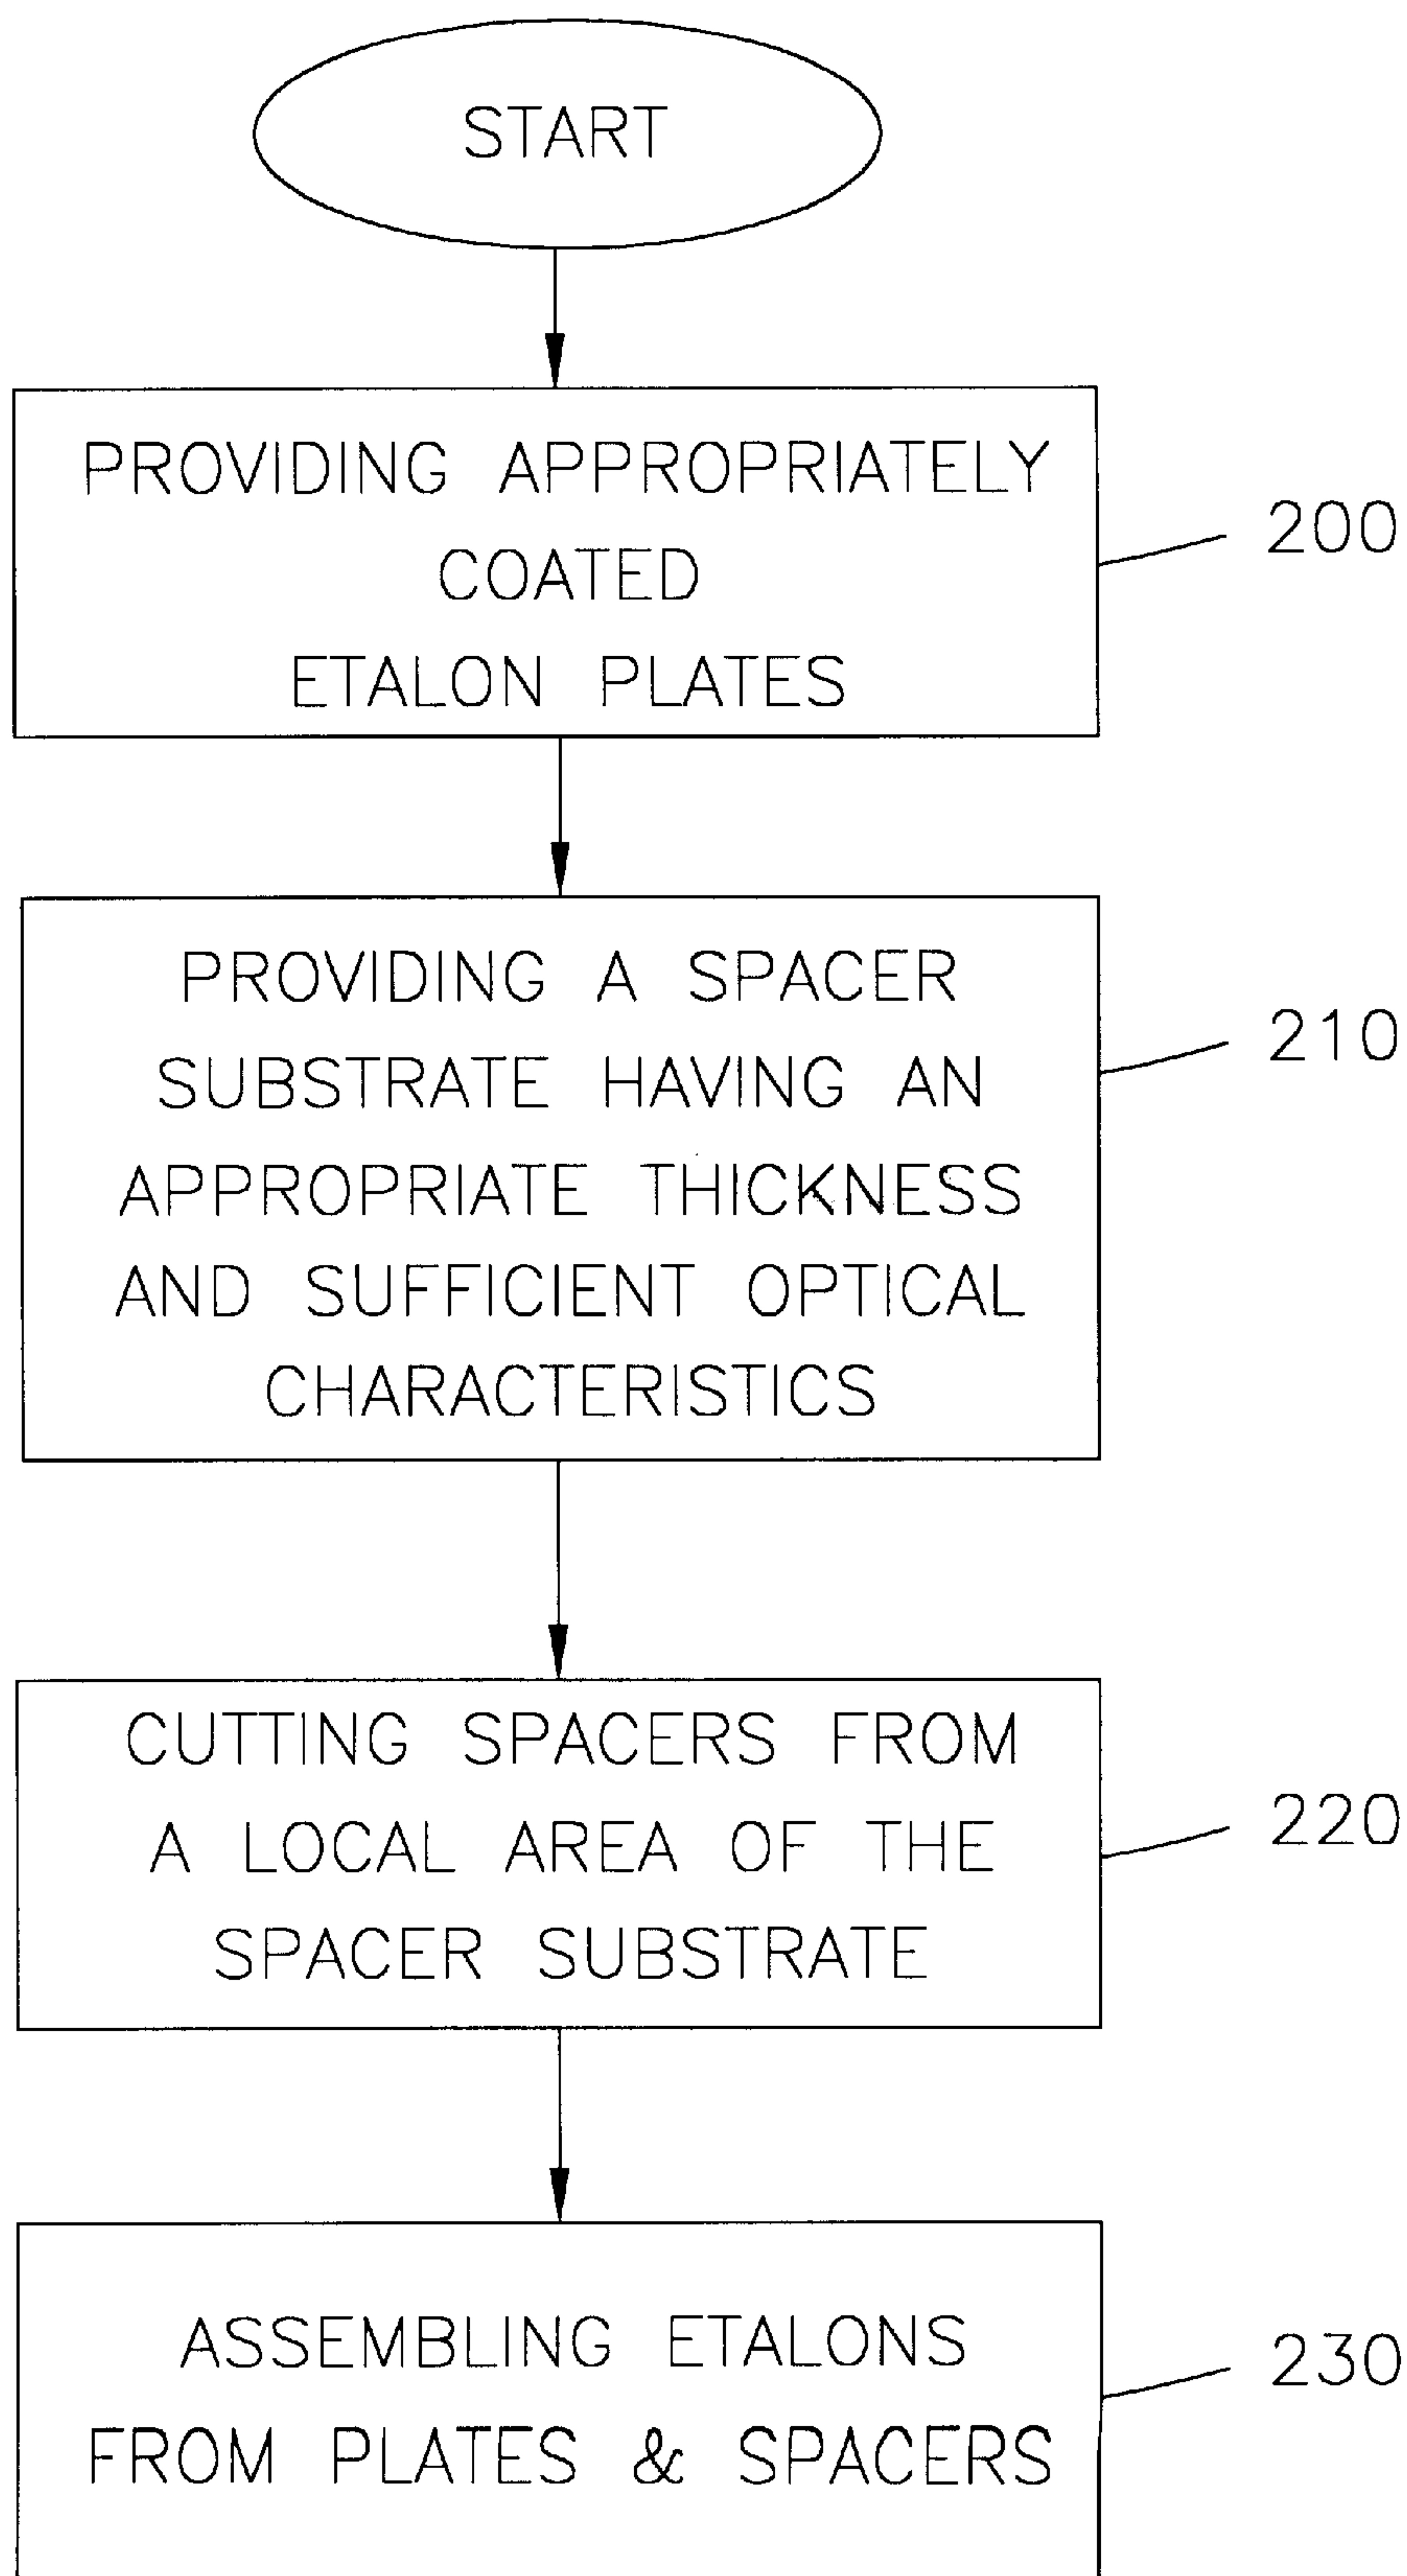 START
PROVIDING APPROPRIATELY
COATED
ETALON PLATES
200
PROVIDING A SPACER
SUBSTRATE HAVING AN
APPROPRIATE THICKNESS
AND SUFFICIENT OPTICAL
CHARACTERISTICS
210
CUTTING SPACERS FROM
A LOCAL AREA OF THE
SPACER SUBSTRATE
220
ASSEMBLING ETALONS
FROM PLATES & SPACERS
230